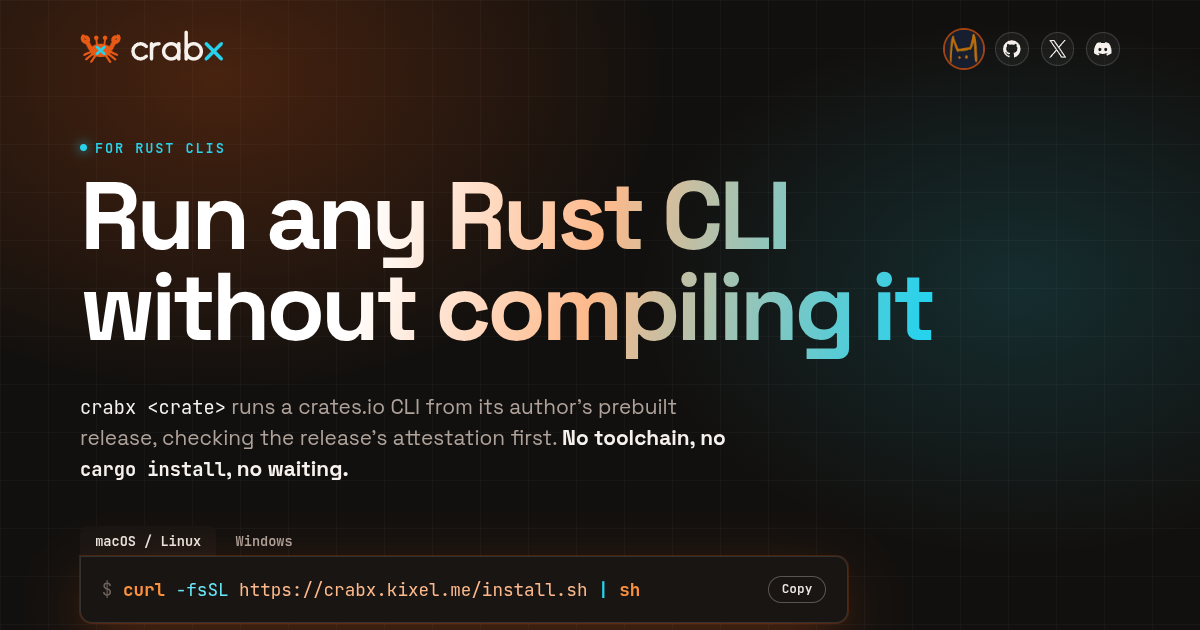 crabx
FOR RUST CLIS
Run any Rust CLI
without compiling it
crabx <crate> runs a crates.io CLI from its author's prebuilt
release, checking the release's attestation first. No toolchain, no
cargo install, no waiting.
macOS / Linux Windows
$ curl -fsSL https://crabx.kixel.me/install.sh | sh
Copy